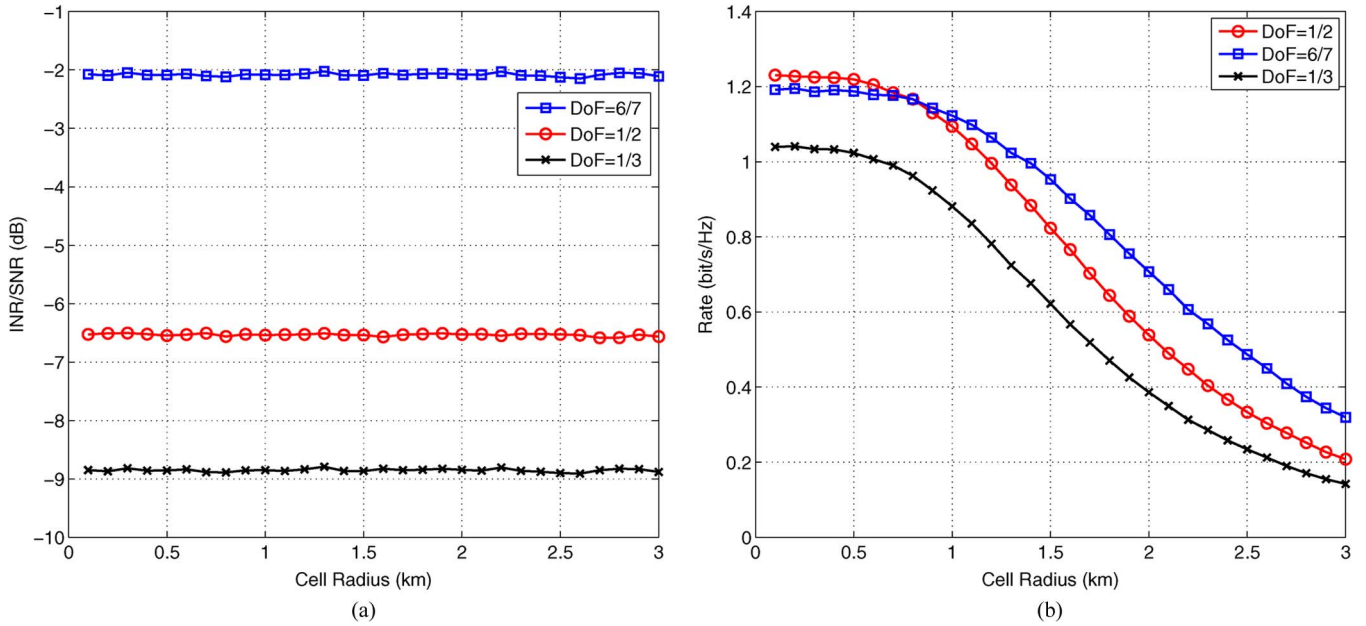 −1
−2
−3
−4
−5
−6
−7
−8
−9
−10
INR/SNR (dB)
DoF=6/7
DoF=1/2
DoF=1/3
0 0.5 1 1.5 2 2.5 3
Cell Radius (km)
(a)
1.4
1.2
1
0.8
0.6
0.4
0.2
0
Rate (bit/s/Hz)
DoF=1/2
DoF=6/7
DoF=1/3
0 0.5 1 1.5 2 2.5 3
Cell Radius (km)
(b)